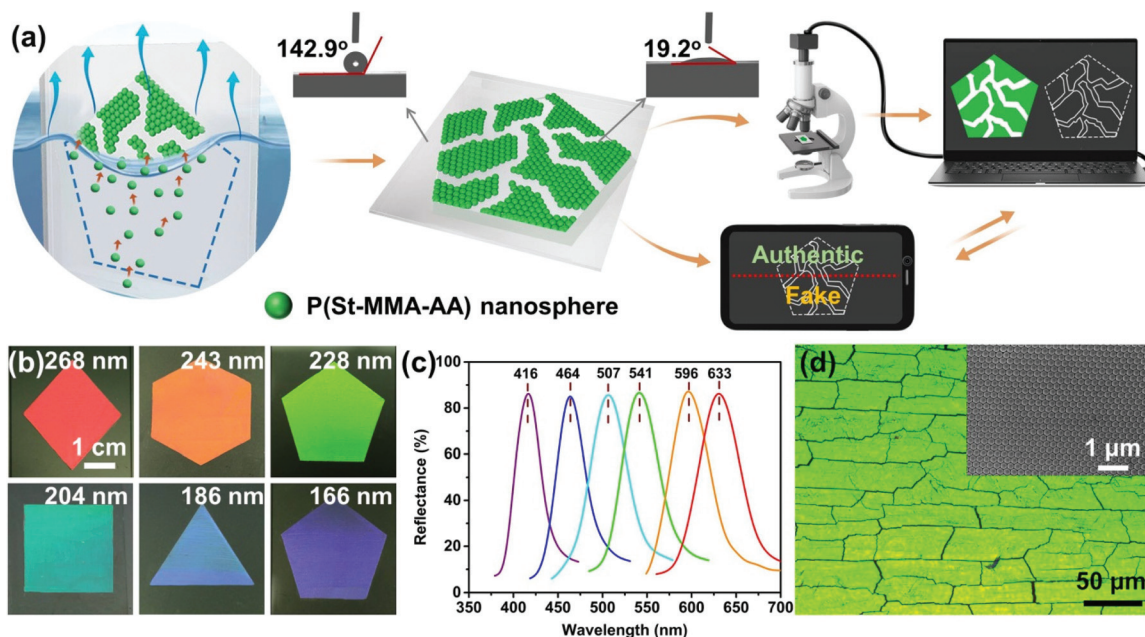 (a)
142.9°
19.2°
Authentic
Fake
P(St-MMA-AA) nanosphere
(b)
268 nm
243 nm
228 nm
1 cm
204 nm
186 nm
166 nm
(c)
416 464 507 541 596 633
100
80
60
40
20
0
Reflectance (%)
350 400 450 500 550 600 650 700
Wavelength (nm)
(d)
1 μm
50 μm